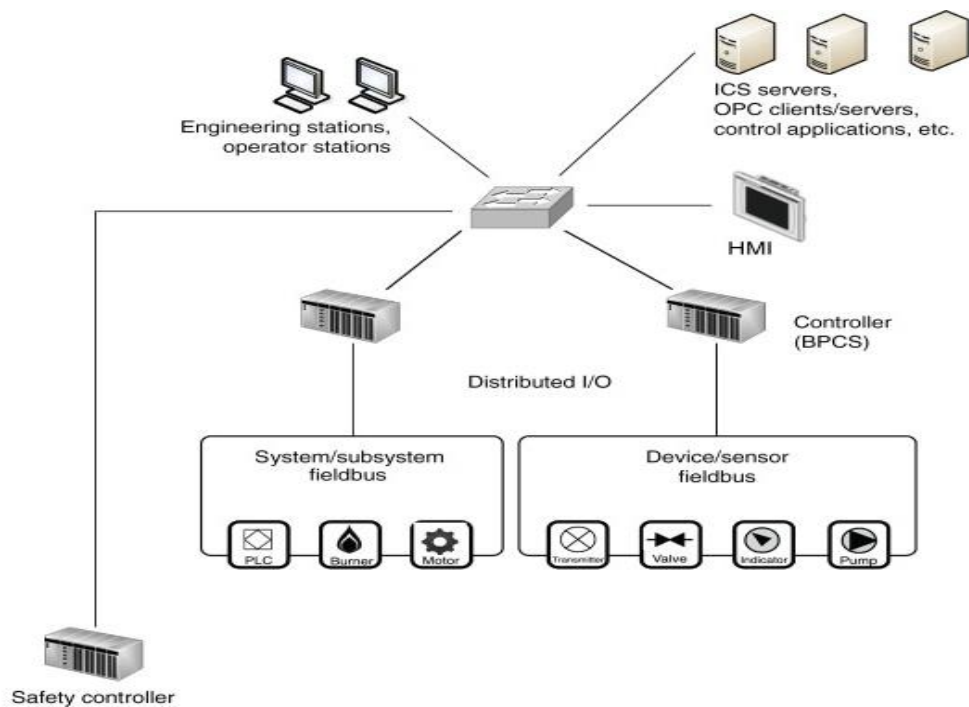 ICS servers,
OPC clients/servers,
control applications, etc.
Engineering stations,
operator stations
HMI
Controller
(BPCS)
Distributed I/O
System/subsystem
fieldbus
PLC
Burner
Motor
Device/sensor
fieldbus
Transmitter
Valve
Indicator
Pump
Safety controller